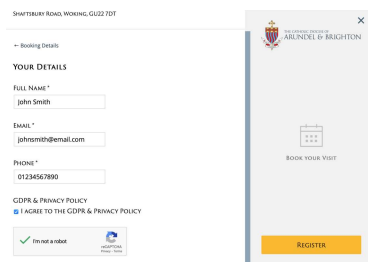 Shaftsbury Road, Woking, GU22 7DT
← Booking Details
Your Details
Full Name *
John Smith
Email *
johnsmith@email.com
Phone *
01234567890
GDPR & Privacy Policy
I agree to the GDPR & Privacy Policy
I'm not a robot
reCAPTCHA
Privacy - Terms
×
THE CATHOLIC DIOCESE OF
ARUNDEL & BRIGHTON
Book your Visit
Register